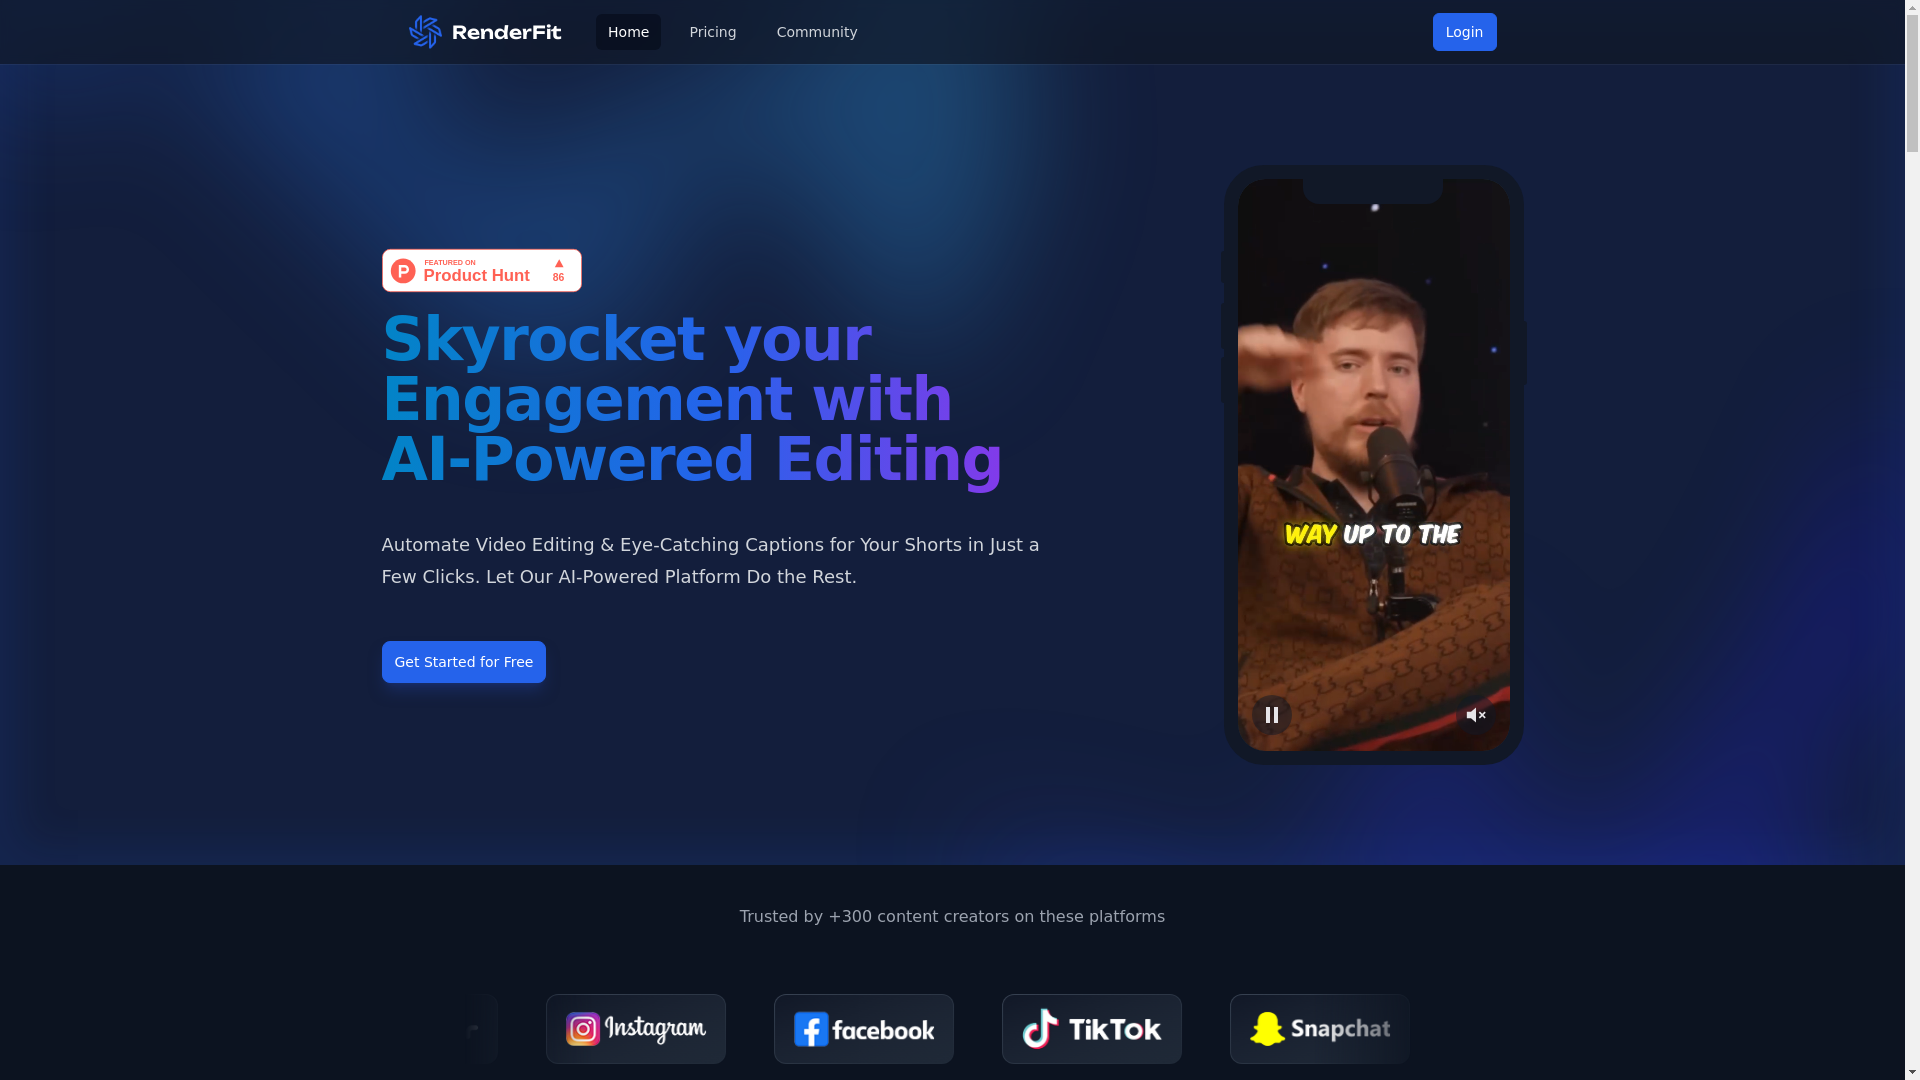 RenderFit
Home
Pricing
Community
Login
FEATURED ON
Product Hunt
86
Skyrocket your
Engagement with
AI-Powered Editing
Automate Video Editing & Eye-Catching Captions for Your Shorts in Just a
Few Clicks. Let Our AI-Powered Platform Do the Rest.
Get Started for Free
WAY UP TO THE
Trusted by +300 content creators on these platforms
Instagram
facebook
TikTok
Snapchat